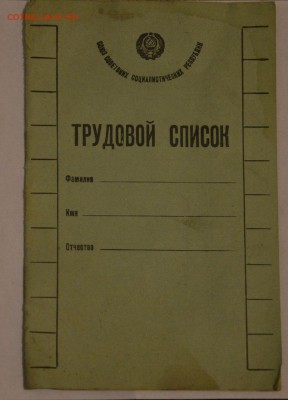 СОЮЗ СОВЕТСКИХ СОЦИАЛИСТИЧЕСКИХ РЕСПУБЛИК
ТРУДОВОЙ СПИСОК
Фамилия
Имя
Отчество